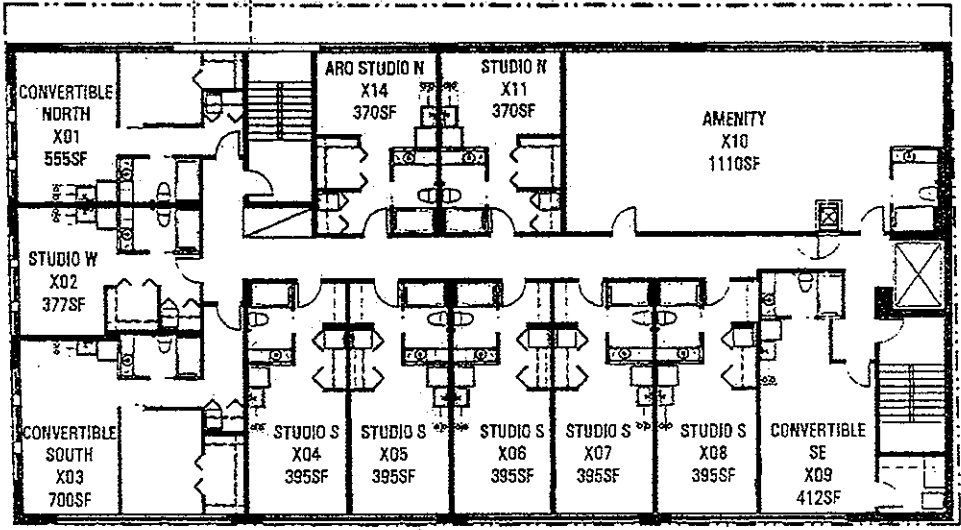 CONVERTIBLE
NORTH
X01
555SF
ARO STUDIO N
X14
370SF
STUDIO N
X11
370SF
AMENITY
X10
1110SF
STUDIO W
X02
377SF
CONVERTIBLE
SOUTH
X03
700SF
STUDIO S
X04
395SF
STUDIO S
X05
395SF
STUDIO S
X06
395SF
STUDIO S
X07
395SF
STUDIO S
X08
395SF
CONVERTIBLE
SE
X09
412SF